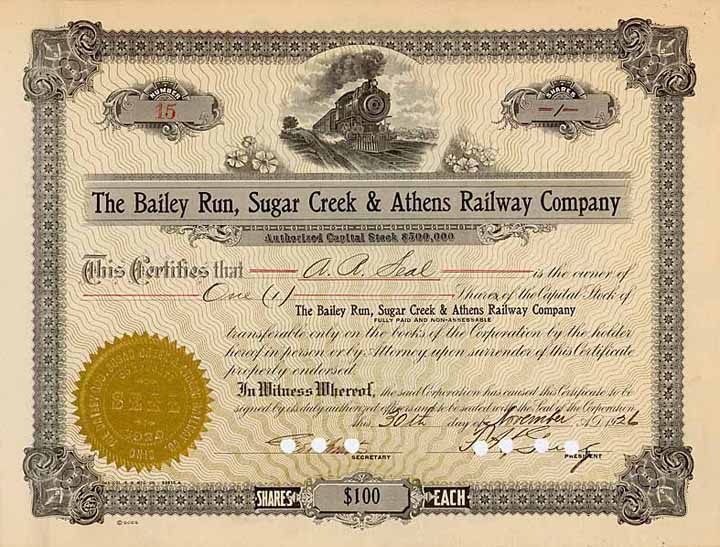 NUMBER
15
SHARES
-1-
The Bailey Run, Sugar Creek & Athens Railway Company
Authorized Capital Stock $500,000
This Certifies that A. A. Seal is the owner of
One (1) Shares of the Capital Stock of
The Bailey Run, Sugar Creek & Athens Railway Company
FULLY PAID AND NON-ASSESSABLE
transferable only on the books of the Corporation by the holder
hereof in person or by Attorney, upon surrender of this Certificate
properly endorsed.
In Witness Whereof, the said Corporation has caused this Certificate to be
signed by its duly authorized officers and to be sealed with the Seal of the Corporation
this 30th day of November A.D. 1926
SECRETARY
PRESIDENT
SEAL
1920
OHIO
SHARES $100 EACH